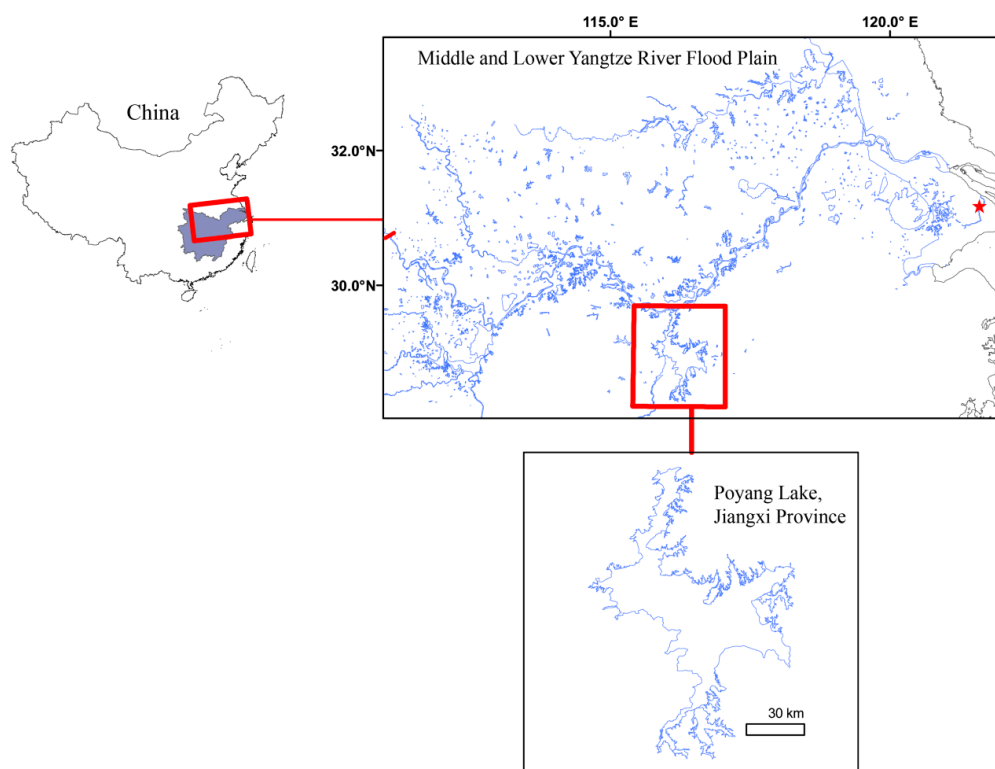 115.0° E
120.0° E
Middle and Lower Yangtze River Flood Plain
China
32.0°N
30.0°N
Poyang Lake,
Jiangxi Province
30 km